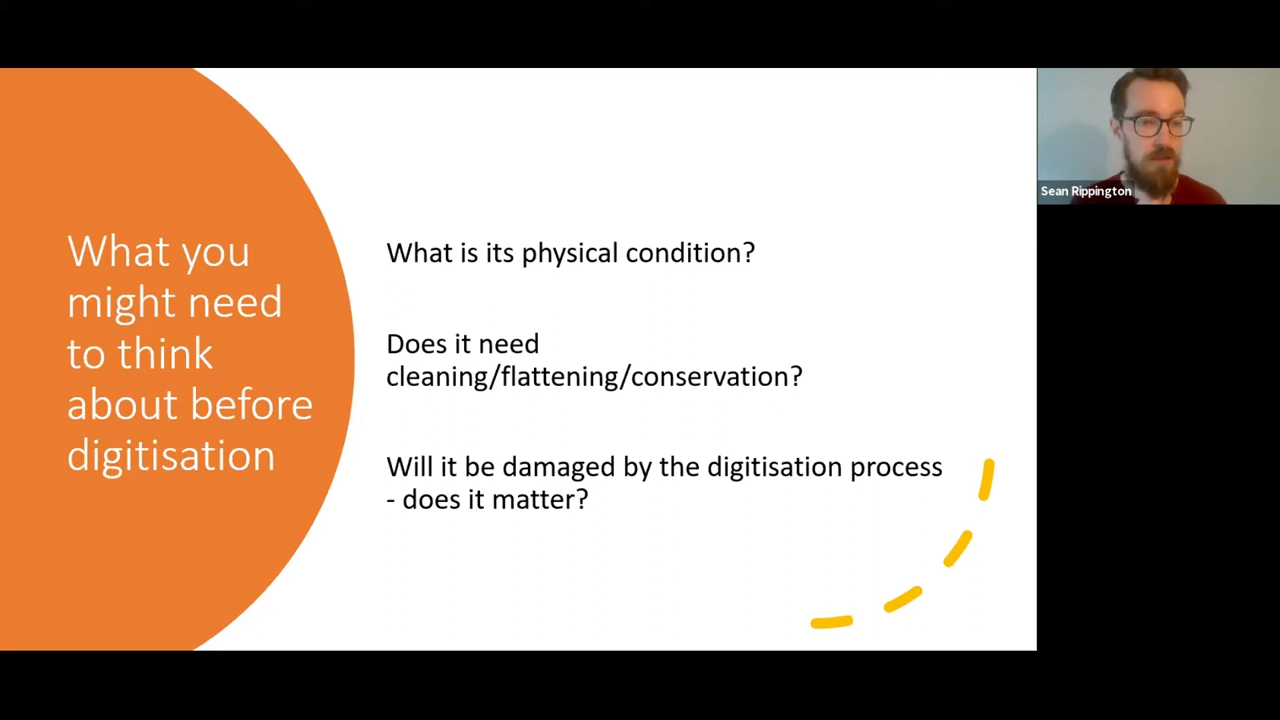 What you
might need
to think
about before
digitisation
What is its physical condition?
Does it need
cleaning/flattening/conservation?
Will it be damaged by the digitisation process
- does it matter?
Sean Rippington